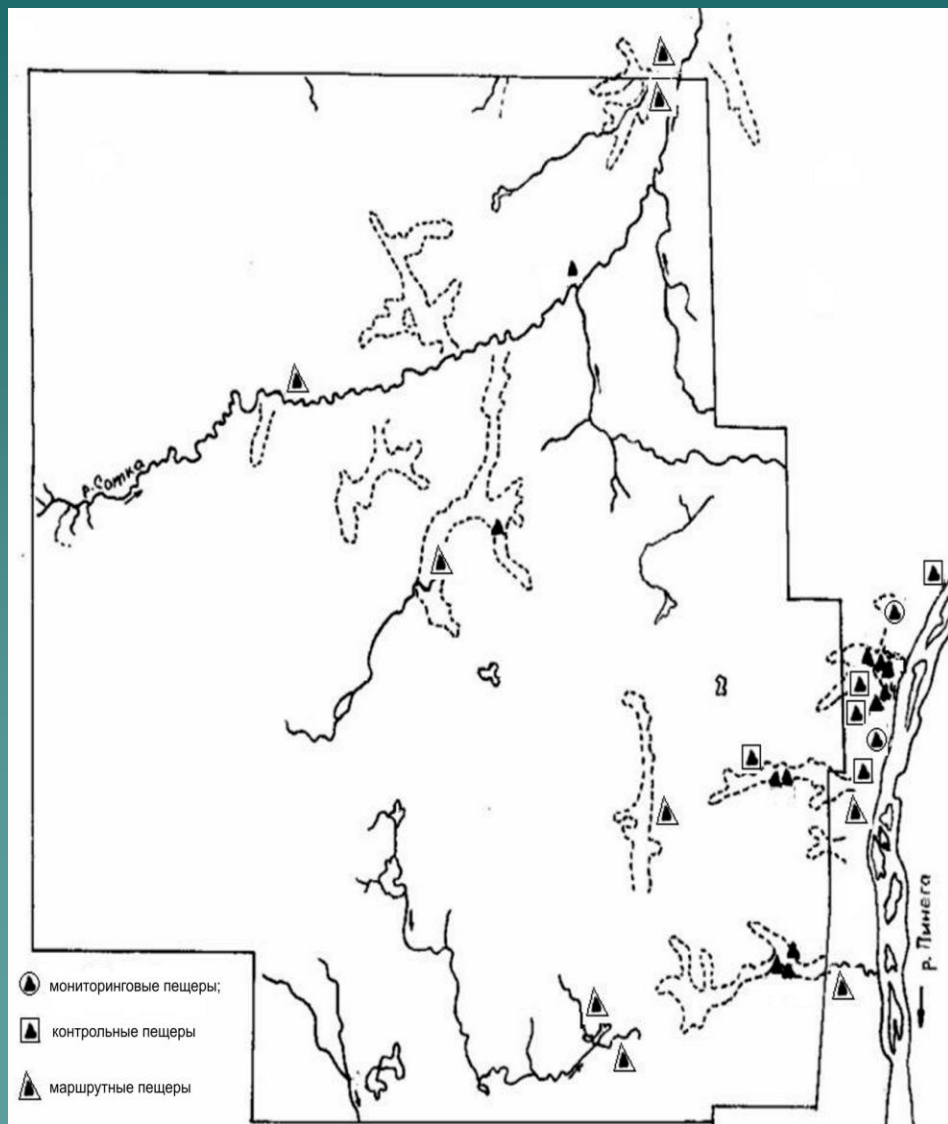 р. Сотка
р. Пинега
мониторинговые пещеры;
контрольные пещеры
маршрутные пещеры